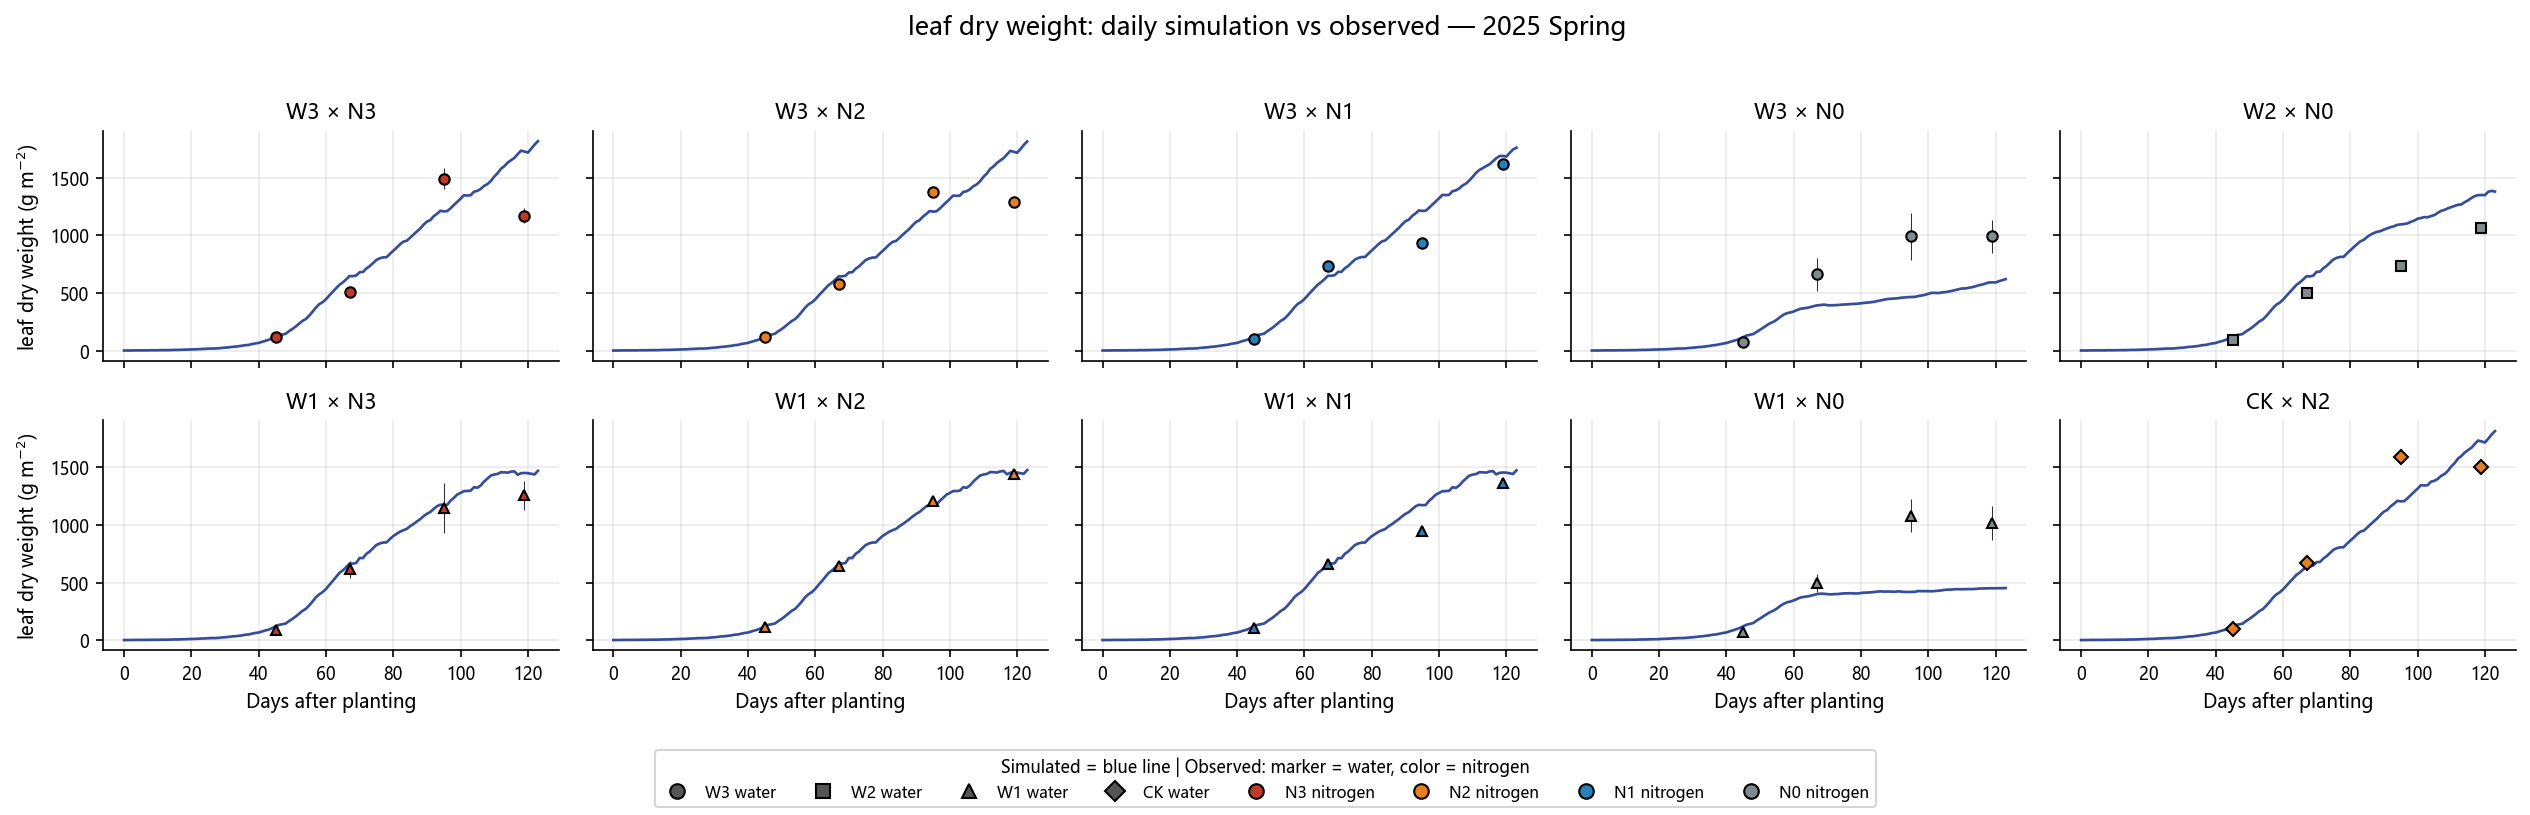 leaf dry weight: daily simulation vs observed — 2025 Spring
W3 × N3
W3 × N2
W3 × N1
W3 × N0
W2 × N0
leaf dry weight (g m⁻²)
1500
1000
500
0
W1 × N3
W1 × N2
W1 × N1
W1 × N0
CK × N2
leaf dry weight (g m⁻²)
1500
1000
500
0
0 20 40 60 80 100 120
0 20 40 60 80 100 120
0 20 40 60 80 100 120
0 20 40 60 80 100 120
0 20 40 60 80 100 120
Days after planting
Days after planting
Days after planting
Days after planting
Days after planting
Simulated = blue line | Observed: marker = water, color = nitrogen
W3 water W2 water W1 water CK water N3 nitrogen N2 nitrogen N1 nitrogen N0 nitrogen